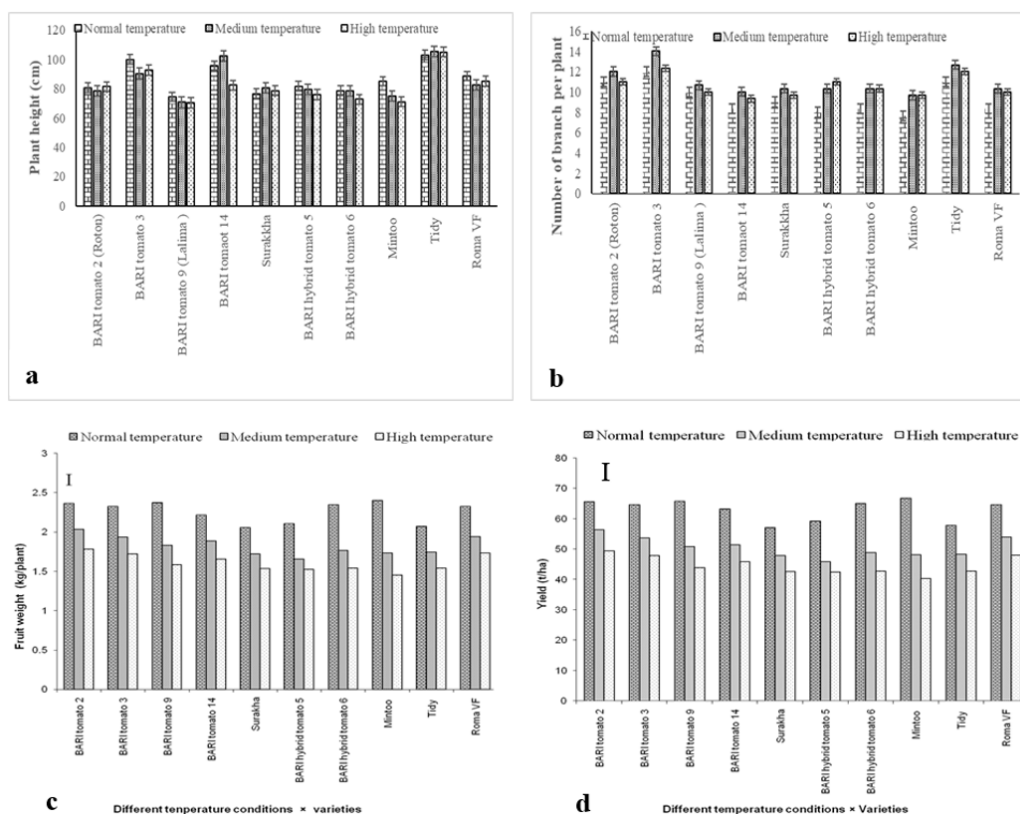 Normal temperature Medium temperature High temperature
Plant height (cm)
140
120
100
80
60
40
20
0
BARI tomato 2 (Roton)
BARI tomato 3
BARI tomato 9 (Lalima )
BARI tomaot 14
Surakkha
BARI hybrid tomato 5
BARI hybrid tomato 6
Mintoo
Tidy
Roma VF
a
Normal temperature Medium temperature High temperature
Number of branch per plant
16
14
12
10
8
6
4
2
0
BARI tomato 2 (Roton)
BARI tomato 3
BARI tomato 9 (Lalima )
BARI tomaot 14
Surakkha
BARI hybrid tomato 5
BARI hybrid tomato 6
Mintoo
Tidy
Roma VF
b
Normal temperature Medium temperature High temperature
Fruit weight (kg/plant)
3
2.5
2
1.5
1
0.5
0
BARI tomato 2
BARI tomato 3
BARI tomato 9
BARI tomato 14
Surakha
BARI hybrid tomato 5
BARI hybrid tomato 6
Mintoo
Tidy
Roma VF
c
Different tenperature conditions × varieties
Normal temperature Medium temperature High temperature
Yield (t/ha)
80
70
60
50
40
30
20
10
0
BARI tomato 2
BARI tomato 3
BARI tomato 9
BARI tomato 14
Surakha
BARI hybrid tomato 5
BARI hybrid tomato 6
Mintoo
Tidy
Roma VF
d
Different temperature conditions × Varieties